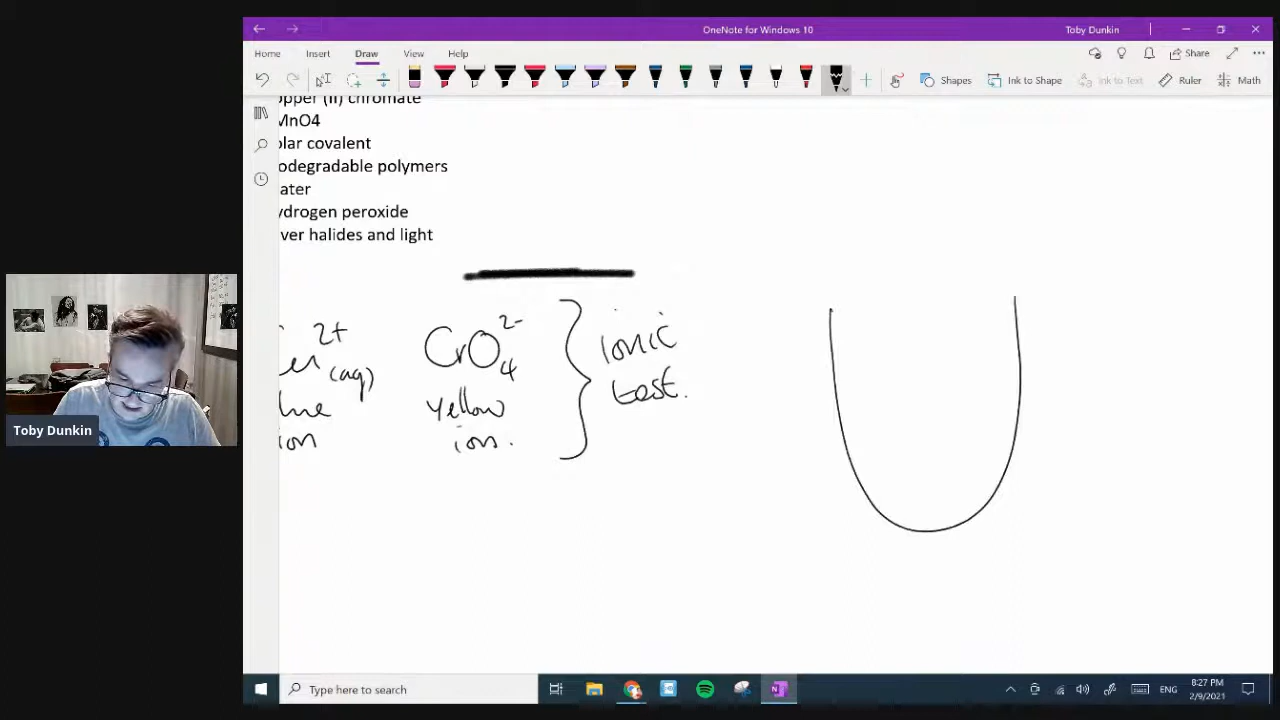 OneNote for Windows 10
Toby Dunkin
Home Insert Draw View Help
Share
Shapes
Ink to Shape
Ink to Text
Ruler
Math
opper (II) chromate
MnO4
olar covalent
odegradable polymers
ater
ydrogen peroxide
ver halides and light
2+
(aq)
ion
CrO4 2-
yellow
ion.
ionic
test.
Toby Dunkin
Type here to search
ENG
8:27 PM
2/9/2021